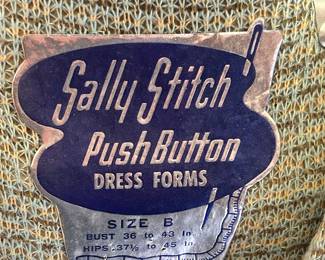 Sally Stitch
Push Button
DRESS FORMS
SIZE B
BUST 36 to 43 In.
HIPS 37½ to 45 In.